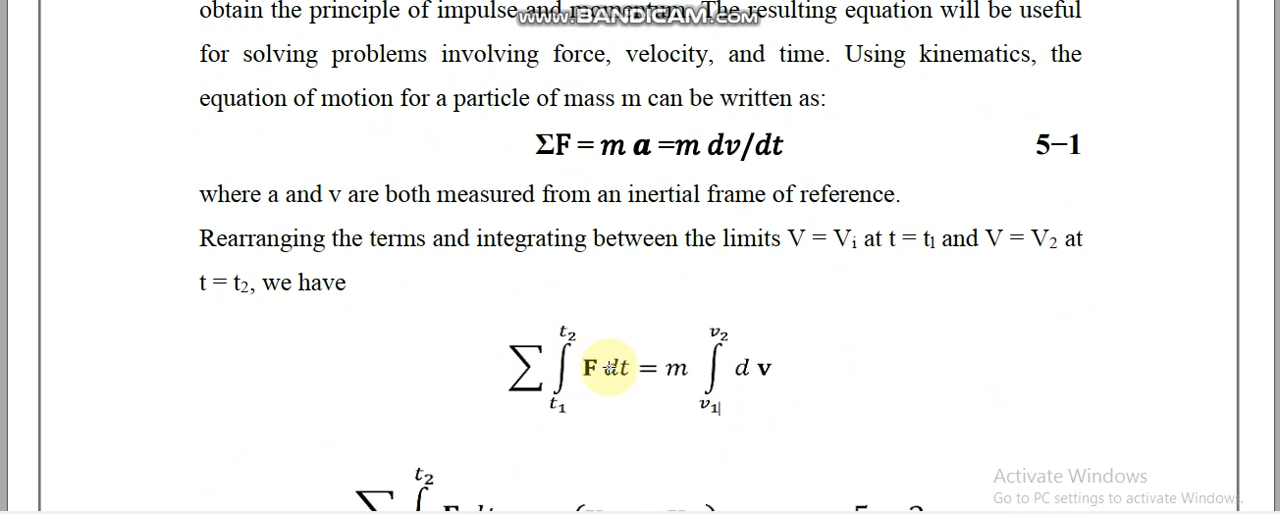 obtain the principle of impulse and momentum. The resulting equation will be useful
www.BANDICAM.com
for solving problems involving force, velocity, and time. Using kinematics, the
equation of motion for a particle of mass m can be written as:
ΣF = m a =m dv/dt 5−1
where a and v are both measured from an inertial frame of reference.
Rearranging the terms and integrating between the limits V = Vᵢ at t = t₁ and V = V₂ at
t = t₂, we have
∑ ∫ₜ₁ᵗ² F dt = m ∫ᵥ₁ᵛ² d v
Activate Windows
Go to PC settings to activate Windows.
t₂